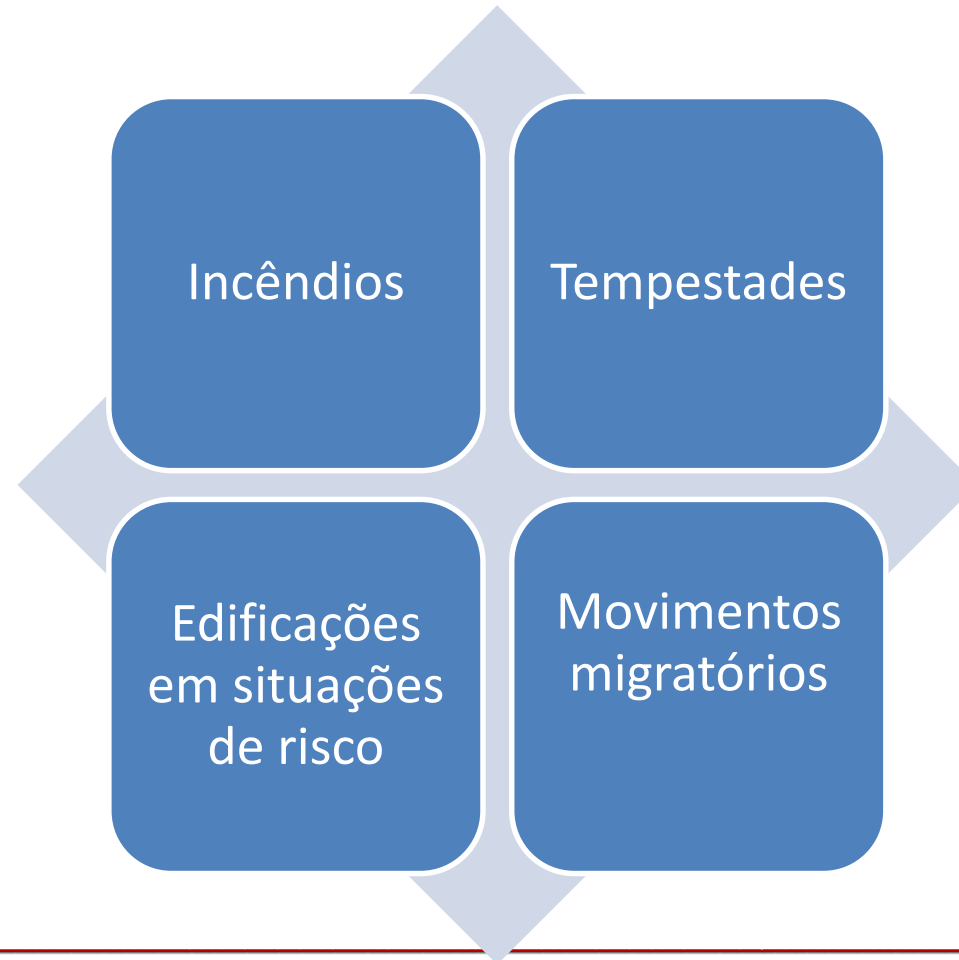 Incêndios
Tempestades
Edificações
em situações
de risco
Movimentos
migratórios